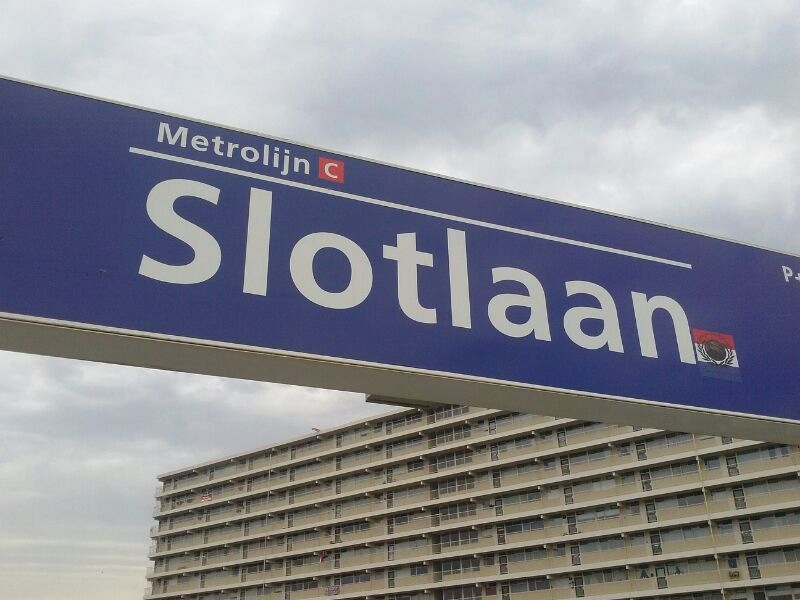 Metrolijn C
Slotlaan
P+